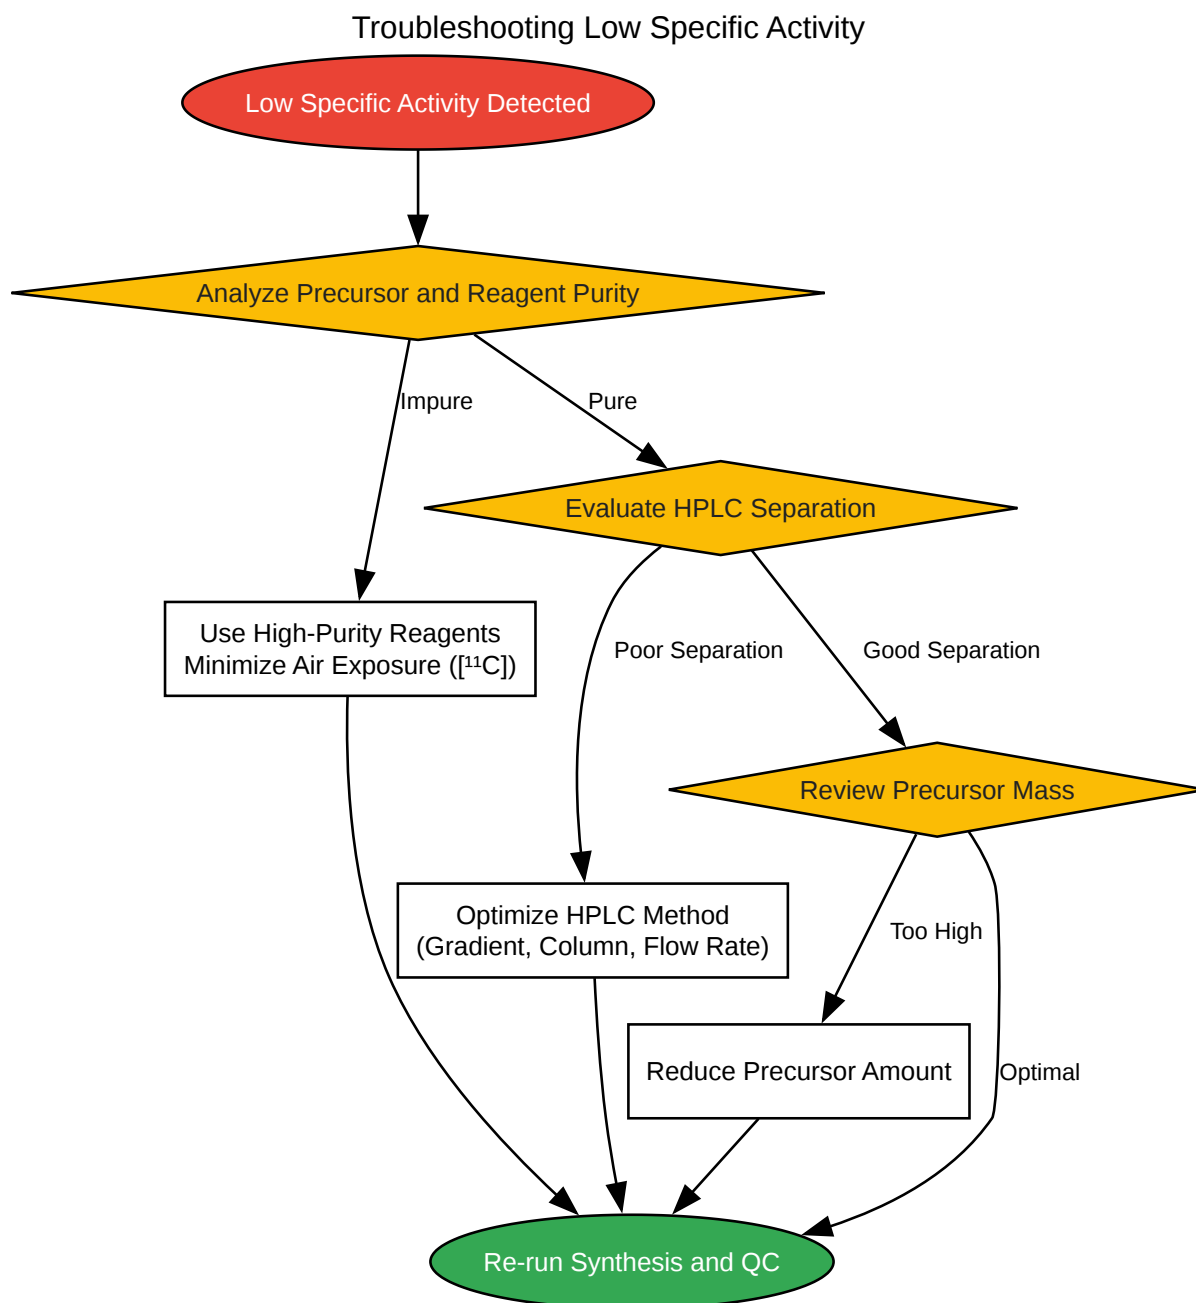 Troubleshooting Low Specific Activity
Low Specific Activity Detected
Analyze Precursor and Reagent Purity
Impure
Pure
Evaluate HPLC Separation
Use High-Purity Reagents
Minimize Air Exposure ([¹¹C])
Poor Separation
Good Separation
Review Precursor Mass
Optimize HPLC Method
(Gradient, Column, Flow Rate)
Too High
Reduce Precursor Amount
Optimal
Re-run Synthesis and QC